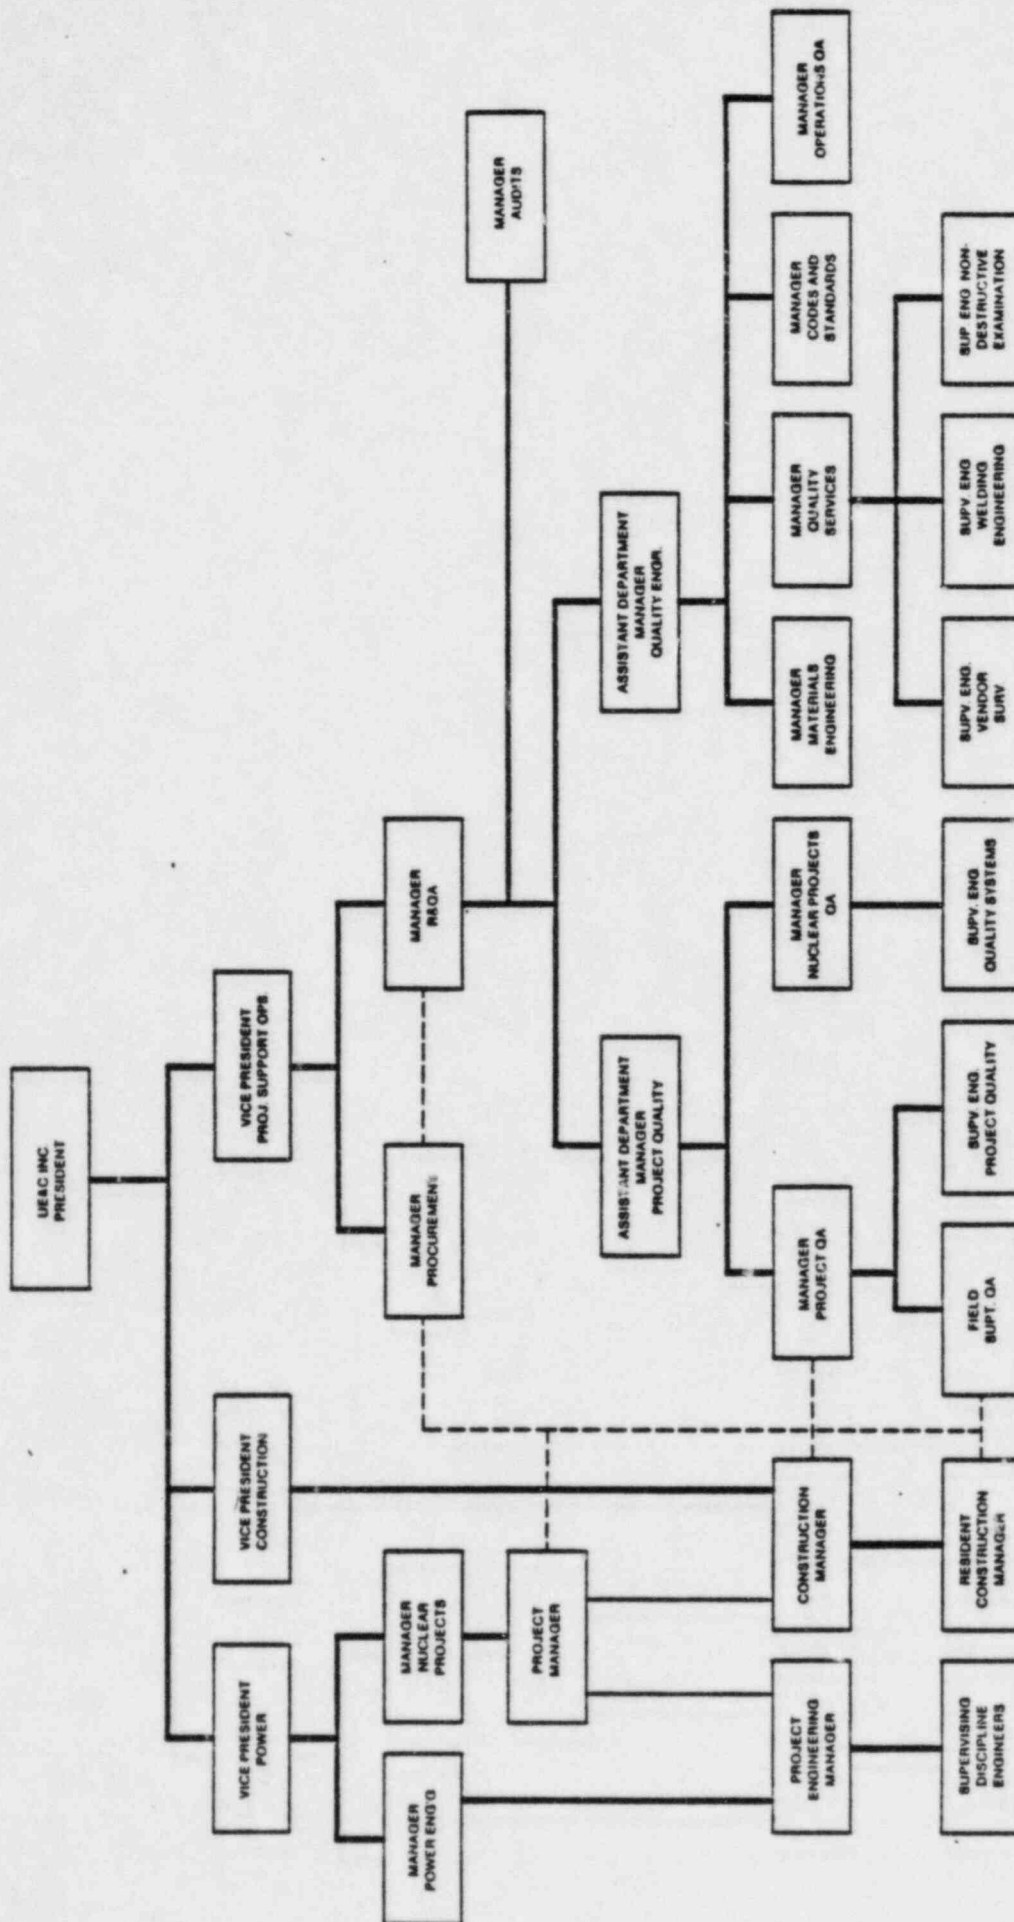 UE&C INC.
PRESIDENT
VICE PRESIDENT
POWER
VICE PRESIDENT
CONSTRUCTION
VICE PRESIDENT
PROJ. SUPPORT OPS.
MANAGER
POWER ENG'G
MANAGER
NUCLEAR
PROJECTS
MANAGER
PROCUREMENT
MANAGER
R&QA
PROJECT
MANAGER
MANAGER
AUDITS
ASSISTANT DEPARTMENT
MANAGER
PROJECT QUALITY
ASSISTANT DEPARTMENT
MANAGER
QUALITY ENGR.
PROJECT
ENGINEERING
MANAGER
CONSTRUCTION
MANAGER
MANAGER
PROJECT QA
MANAGER
NUCLEAR PROJECTS
QA
MANAGER
MATERIALS
ENGINEERING
MANAGER
QUALITY
SERVICES
MANAGER
CODES AND
STANDARDS
MANAGER
OPERATIONS QA
SUPERVISING
DISCIPLINE
ENGINEERS
RESIDENT
CONSTRUCTION
MANAGER
FIELD
SUPT. QA
SUPV. ENG.
PROJECT QUALITY
SUPV. ENG.
QUALITY SYSTEMS
SUPV. ENG.
VENDOR
SURV
SUPV. ENG
WELDING
ENGINEERING
SUP. ENG NON-
DESTRUCTIVE
EXAMINATION